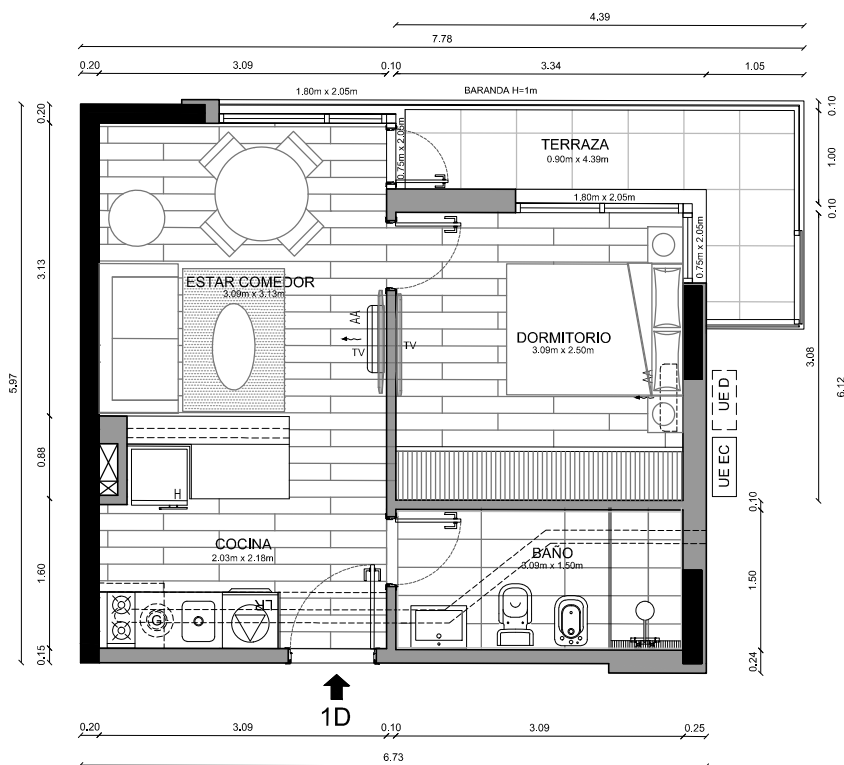 4.39
7.78
0.20 3.09 0.10 3.34 1.05
1.80m x 2.05m BARANDA H=1m
0.20 0.10
TERRAZA
0.90m x 4.39m
0.75m x 2.05m
1.00
1.80m x 2.05m
0.10
0.75m x 2.05m
3.13
ESTAR COMEDOR
3.09m x 3.13m
AA
TV TV
DORMITORIO
3.09m x 2.50m
3.08
5.97
6.12
AA
UE D
0.88
UE EC
H
0.10
COCINA
2.03m x 2.18m
BAÑO
3.09m x 1.50m
1.60
1.50
LR
G
0.15
0.24
1D
0.20 3.09 0.10 3.09 0.25
6.73